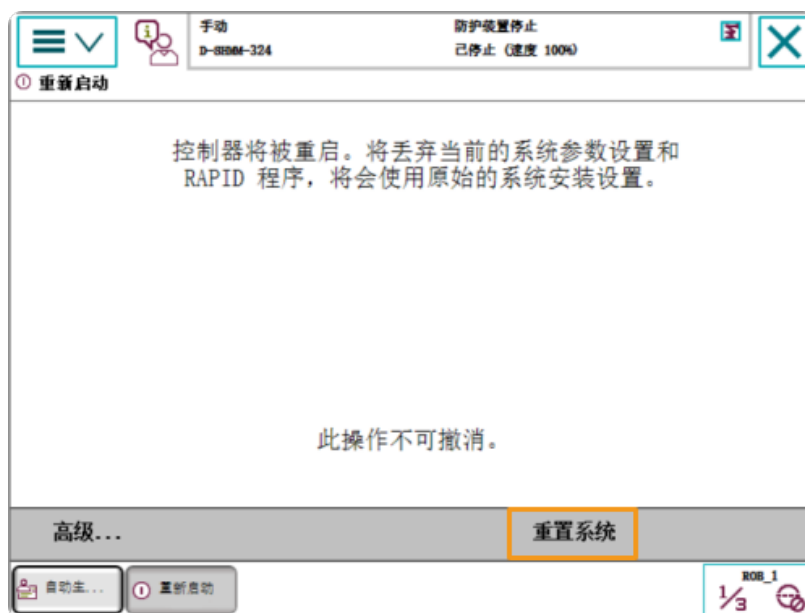 手动
D-SHMM-324
防护装置停止
已停止 (速度 100%)
重新启动
控制器将被重启。将丢弃当前的系统参数设置和
RAPID 程序，将会使用原始的系统安装设置。
此操作不可撤消。
高级...
重置系统
自动生...
重新启动
ROB_1
1/3